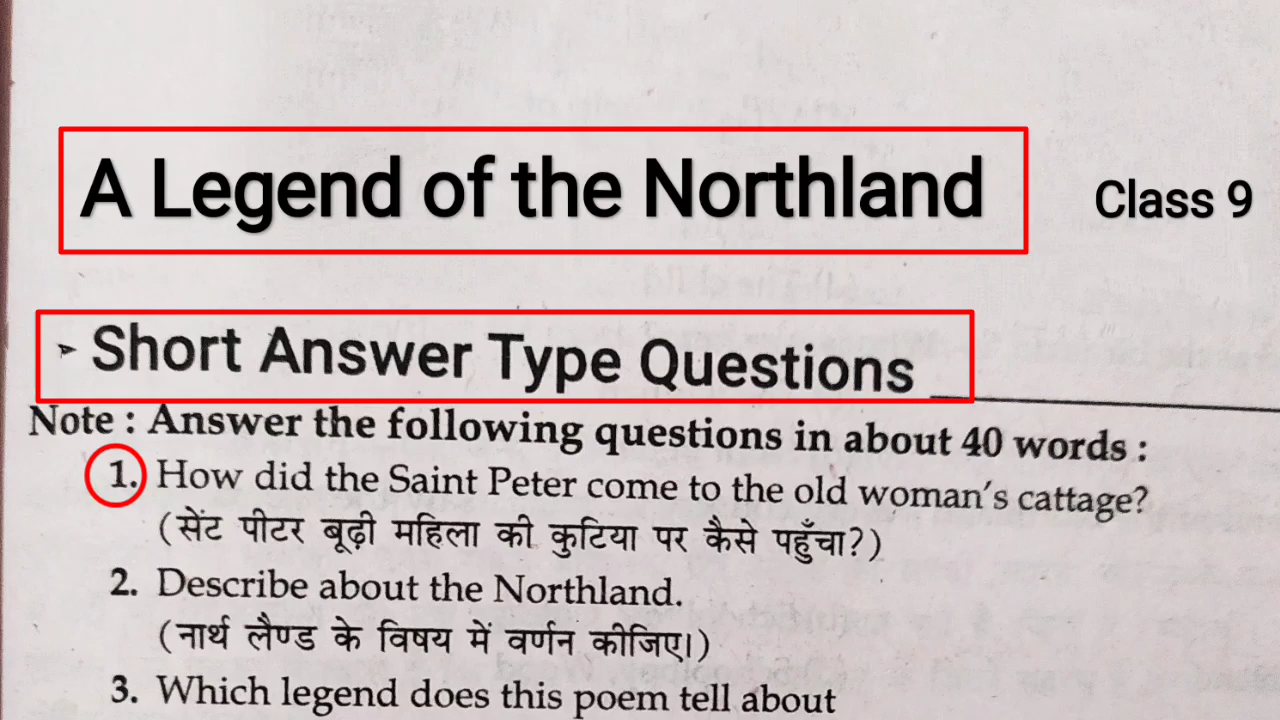 A Legend of the Northland
Class 9
➤ Short Answer Type Questions
Note : Answer the following questions in about 40 words :
1. How did the Saint Peter come to the old woman's cattage?
(सेंट पीटर बूढ़ी महिला की कुटिया पर कैसे पहुँचा?)
2. Describe about the Northland.
(नार्थ लैण्ड के विषय में वर्णन कीजिए।)
3. Which legend does this poem tell about